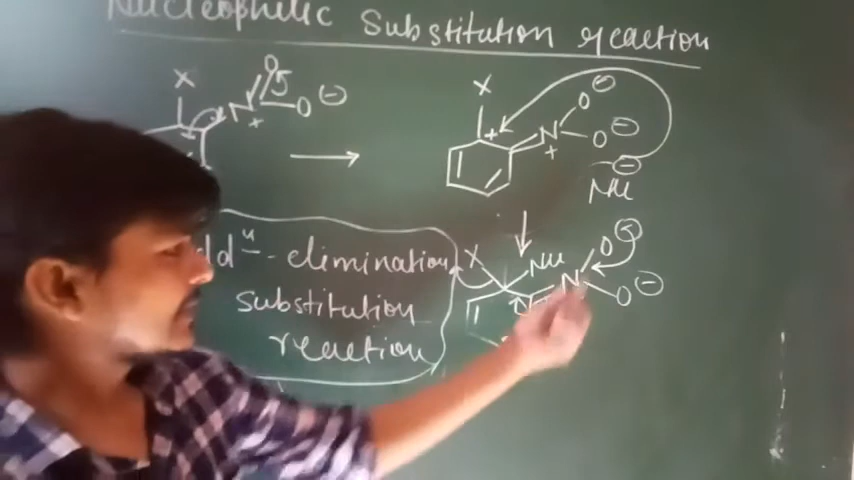 Nucleophilic Substitution reaction
X
N
+
O
⊖
X
+
N
+
O
⊖
O
⊖
⊖
Nu
X
Nu
N
O
⊖
O
⊖
elimination
substitution
reaction